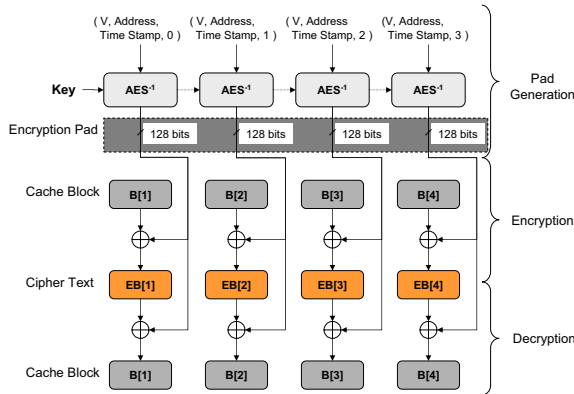 ( V, Address, Time Stamp, 0 )
( V, Address, Time Stamp, 1 )
( V, Address Time Stamp, 2 )
(V, Address, Time Stamp, 3 )
Key
AES-1
AES-1
AES-1
AES-1
Pad Generation
Encryption Pad
128 bits
128 bits
128 bits
128 bits
Cache Block
B[1]
B[2]
B[3]
B[4]
Encryption
Cipher Text
EB[1]
EB[2]
EB[3]
EB[4]
Decryption
Cache Block
B[1]
B[2]
B[3]
B[4]